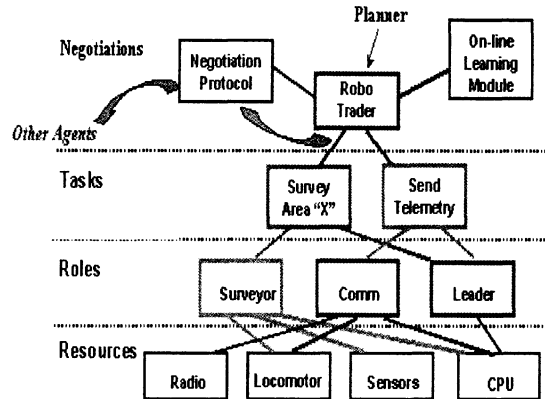 Planner
Negotiations
Negotiation
Protocol
Robo
Trader
On-line
Learning
Module
Other Agents
Tasks
Survey
Area "X"
Send
Telemetry
Roles
Surveyor
Comm
Leader
Resources
Radio
Locomotor
Sensors
CPU